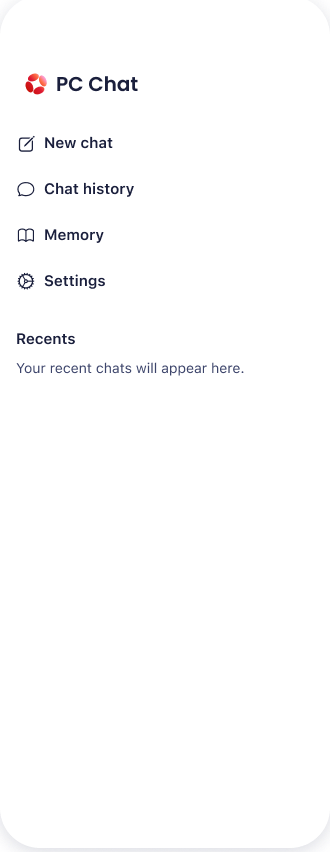 PC Chat
New chat
Chat history
Memory
Settings
Recents
Your recent chats will appear here.